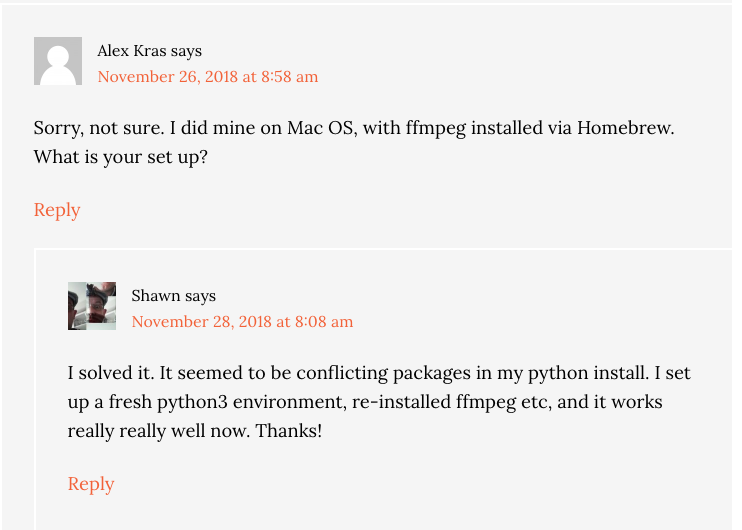 Alex Kras says
November 26, 2018 at 8:58 am
Sorry, not sure. I did mine on Mac OS, with ffmpeg installed via Homebrew.
What is your set up?
Reply
Shawn says
November 28, 2018 at 8:08 am
I solved it. It seemed to be conflicting packages in my python install. I set
up a fresh python3 environment, re-installed ffmpeg etc, and it works
really really well now. Thanks!
Reply